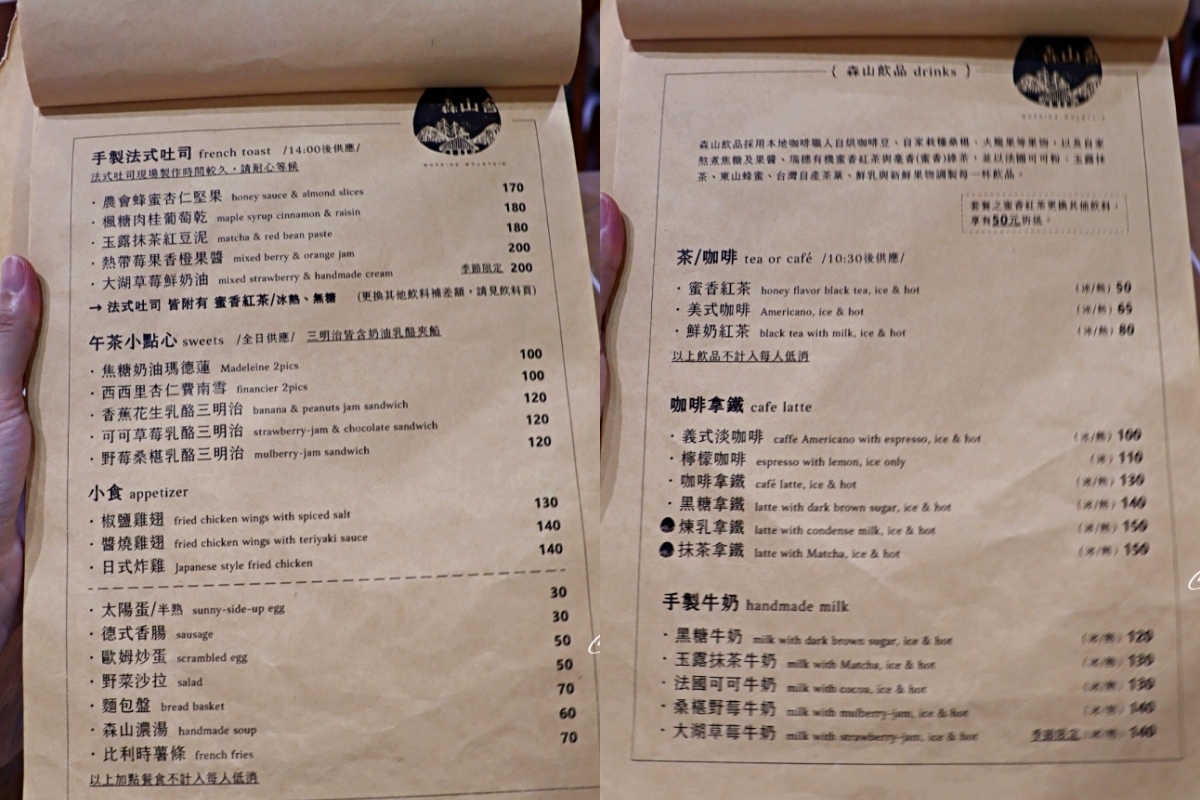 森山舍
MORNING MOUNTAIN
手製法式吐司 french toast /14:00後供應/
法式吐司現場製作時間較久，請耐心等候
· 農會蜂蜜杏仁堅果 honey sauce & almond slices 170
· 楓糖肉桂葡萄乾 maple syrup cinnamon & raisin 180
· 玉露抹茶紅豆泥 matcha & red bean paste 180
· 熱帶莓果香橙果醬 mixed berry & orange jam 200
· 大湖草莓鮮奶油 mixed strawberry & handmade cream 季節限定 200
→ 法式吐司 皆附有 蜜香紅茶/冰熱、無糖 (更換其他飲料補差額，請見飲料頁)
午茶小點心 sweets /全日供應/ 三明治皆含奶油乳酪夾餡
· 焦糖奶油瑪德蓮 Madeleine 2pics 100
· 西西里杏仁費南雪 financier 2pics 100
· 香蕉花生乳酪三明治 banana & peanuts jam sandwich 120
· 可可草莓乳酪三明治 strawberry-jam & chocolate sandwich 120
· 野莓桑椹乳酪三明治 mulberry-jam sandwich 120
小食 appetizer
· 椒鹽雞翅 fried chicken wings with spiced salt 130
· 醬燒雞翅 fried chicken wings with teriyaki sauce 140
· 日式炸雞 Japanese style fried chicken 140
· 太陽蛋/半熟 sunny-side-up egg 30
· 德式香腸 sausage 30
· 歐姆炒蛋 scrambled egg 50
· 野菜沙拉 salad 50
· 麵包盤 bread basket 70
· 森山濃湯 handmade soup 60
· 比利時薯條 french fries 70
以上加點餐食不計入每人低消
{ 森山飲品 drinks }
森山舍
MORNING MOUNTAIN
森山飲品採用本地咖啡職人自烘咖啡豆、自家栽種桑椹、火龍果等果物，以及自家
熬煮焦糖及果醬、瑞穗有機蜜香紅茶與毫香(蜜香)綠茶，並以法國可可粉、玉露抹
茶、東山蜂蜜、台灣自產茶葉、鮮乳與新鮮果物調製每一杯飲品。
套餐之蜜香紅茶更換其他飲料，
享有50元折抵。
茶/咖啡 tea or café /10:30後供應/
· 蜜香紅茶 honey flavor black tea, ice & hot (冰/熱) 50
· 美式咖啡 Americano, ice & hot (冰/熱) 65
· 鮮奶紅茶 black tea with milk, ice & hot (冰/熱) 80
以上飲品不計入每人低消
咖啡拿鐵 cafe latte
· 義式淡咖啡 caffe Americano with espresso, ice & hot (冰/熱) 100
· 檸檬咖啡 espresso with lemon, ice only (冰) 110
· 咖啡拿鐵 café latte, ice & hot (冰/熱) 130
· 黑糖拿鐵 latte with dark brown sugar, ice & hot (冰/熱) 140
煉乳拿鐵 latte with condense milk, ice & hot (冰/熱) 150
抹茶拿鐵 latte with Matcha, ice & hot (冰/熱) 150
手製牛奶 handmade milk
· 黑糖牛奶 milk with dark brown sugar, ice & hot (冰/熱) 120
· 玉露抹茶牛奶 milk with Matcha, ice & hot (冰/熱) 130
· 法國可可牛奶 milk with cocoa, ice & hot (冰/熱) 130
· 桑椹野莓牛奶 milk with mulberry-jam, ice & hot (冰/熱) 140
· 大湖草莓牛奶 milk with strawberry-jam, ice & hot 季節限定 (冰/熱) 140